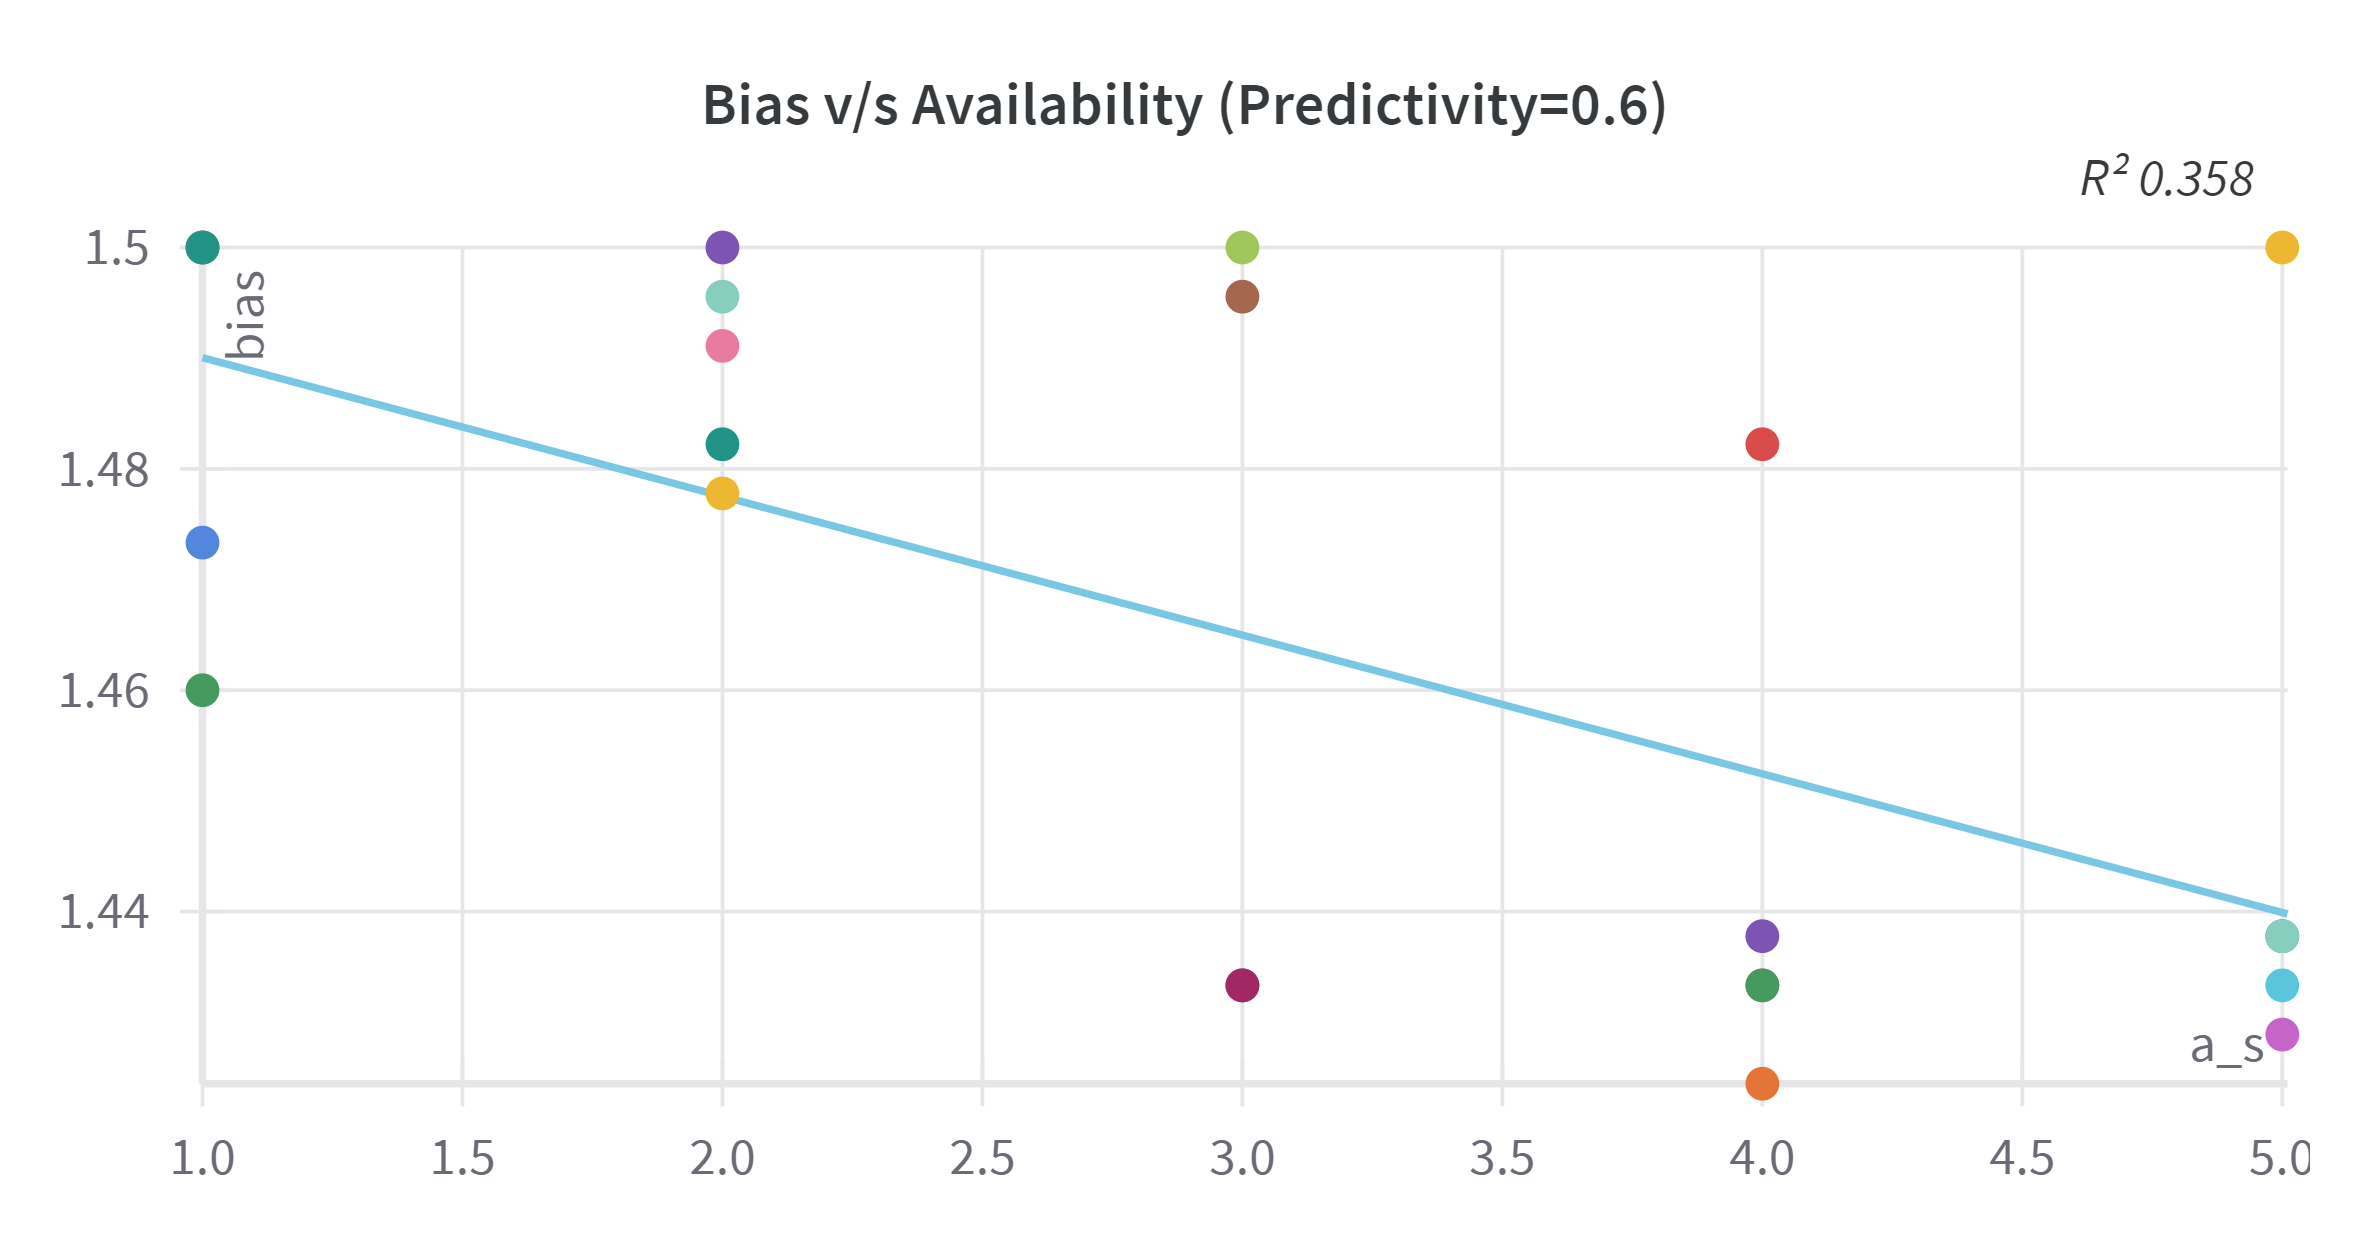 Bias v/s Availability (Predictivity=0.6)
R² 0.358
1.5
bias
1.48
1.46
1.44
a_s
1.0 1.5 2.0 2.5 3.0 3.5 4.0 4.5 5.0